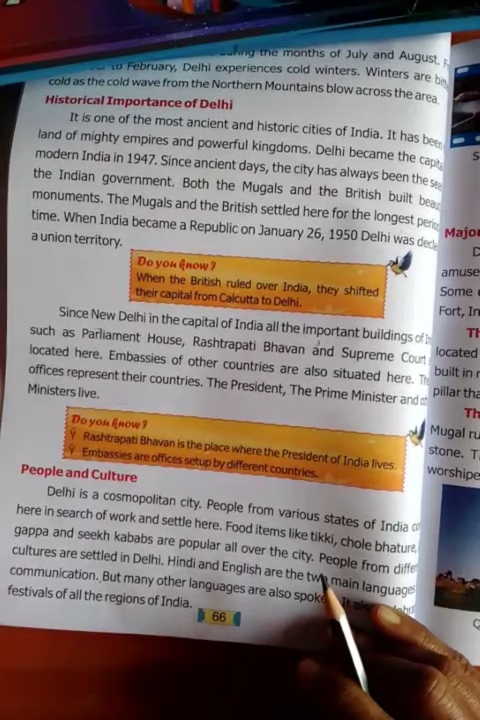 during the months of July and August.
to February, Delhi experiences cold winters. Winters are
cold as the cold wave from the Northern Mountains blow across the area.
Historical Importance of Delhi
It is one of the most ancient and historic cities of India. It has been
land of mighty empires and powerful kingdoms. Delhi became the
modern India in 1947. Since ancient days, the city has always been the
the Indian government. Both the Mugals and the British built
monuments. The Mugals and the British settled here for the longest
time. When India became a Republic on January 26, 1950 Delhi was
a union territory.
Do you know?
When the British ruled over India, they shifted
their capital from Calcutta to Delhi.
Since New Delhi in the capital of India all the important buildings of
such as Parliament House, Rashtrapati Bhavan and Supreme Court
located here. Embassies of other countries are also situated here.
offices represent their countries. The President, The Prime Minister and
Ministers live.
Do you know?
Rashtrapati Bhavan is the place where the President of India lives.
Embassies are offices setup by different countries.
People and Culture
Delhi is a cosmopolitan city. People from various states of India
here in search of work and settle here. Food items like tikki, chole bhature,
gappa and seekh kababs are popular all over the city. People from
cultures are settled in Delhi. Hindi and English are the two main languages
communication. But many other languages are also It
festivals of all the regions of India.
66
Major
amuse
Some
Fort, In
located
built in
pillar tha
Mugal ru
stone.
worshipe